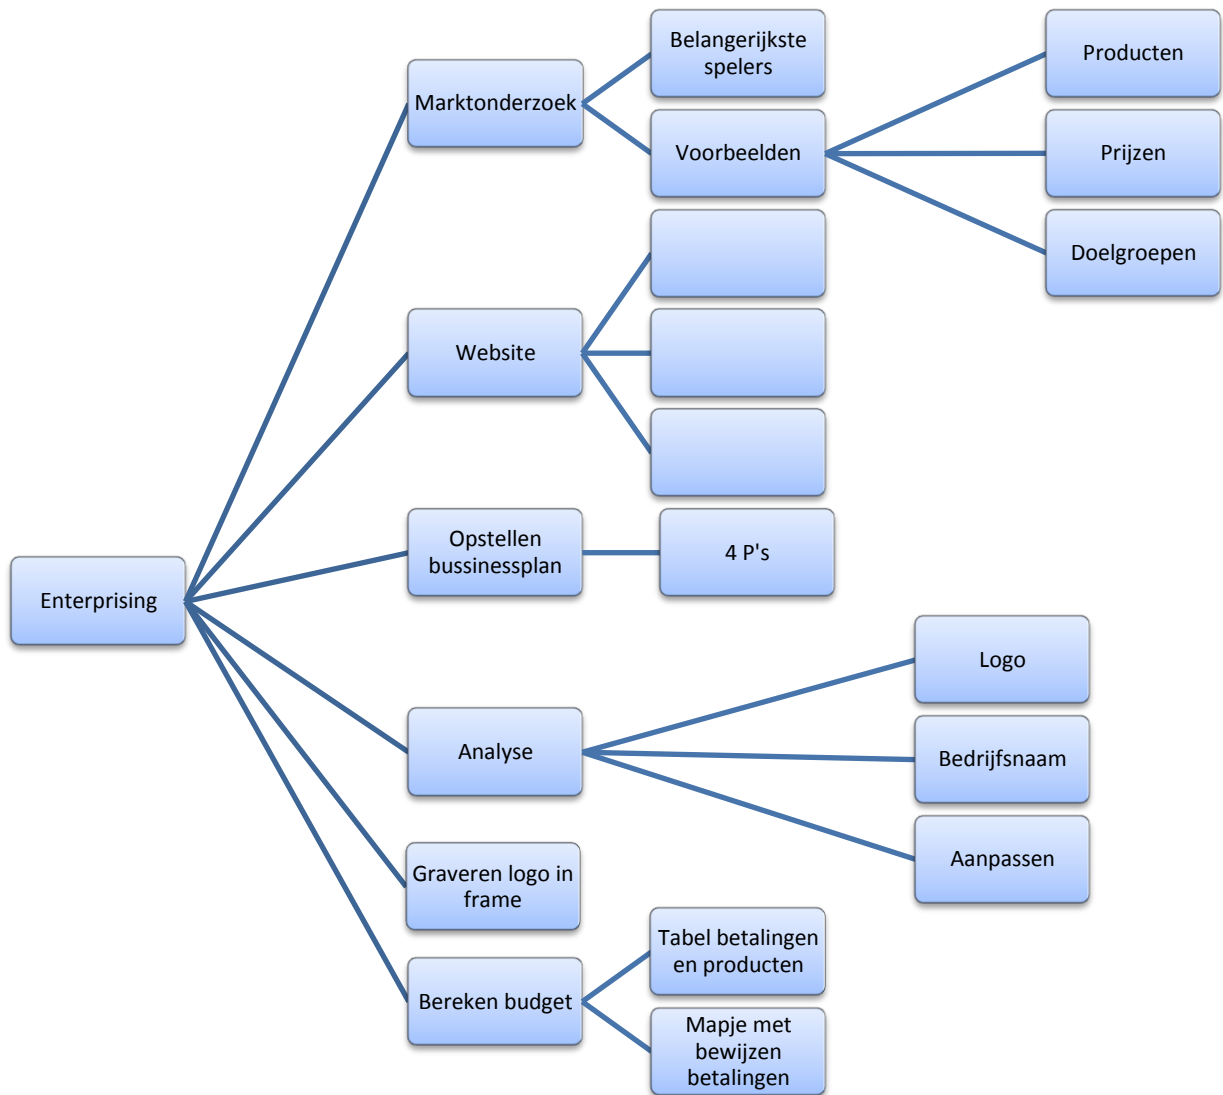 Belangerijkste
spelers
Producten
Marktonderzoek
Voorbeelden
Prijzen
Doelgroepen
Website
Opstellen
bussinessplan
4 P's
Enterprising
Logo
Analyse
Bedrijfsnaam
Aanpassen
Graveren logo in
frame
Tabel betalingen
en producten
Bereken budget
Mapje met
bewijzen
betalingen